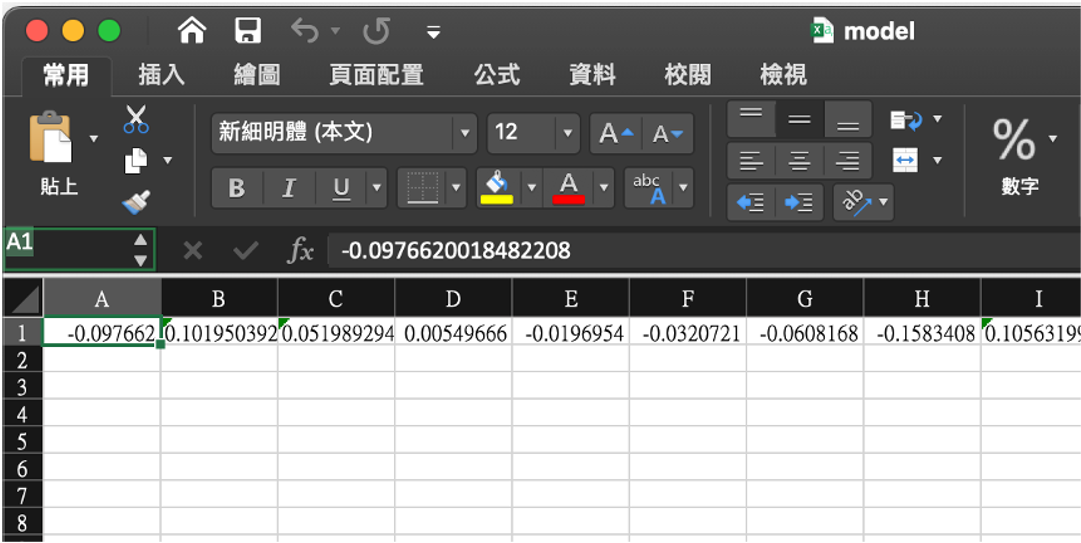 model
常用 插入 繪圖 頁面配置 公式 資料 校閱 檢視
貼上
新細明體 (本文) 12 A A
B I U A abc A ab
% 數字
A1 fx -0.0976620018482208
A B C D E F G H I
1 -0.097662 0.101950392 0.051989294 0.00549666 -0.0196954 -0.0320721 -0.0608168 -0.1583408 0.1056319
2
3
4
5
6
7
8